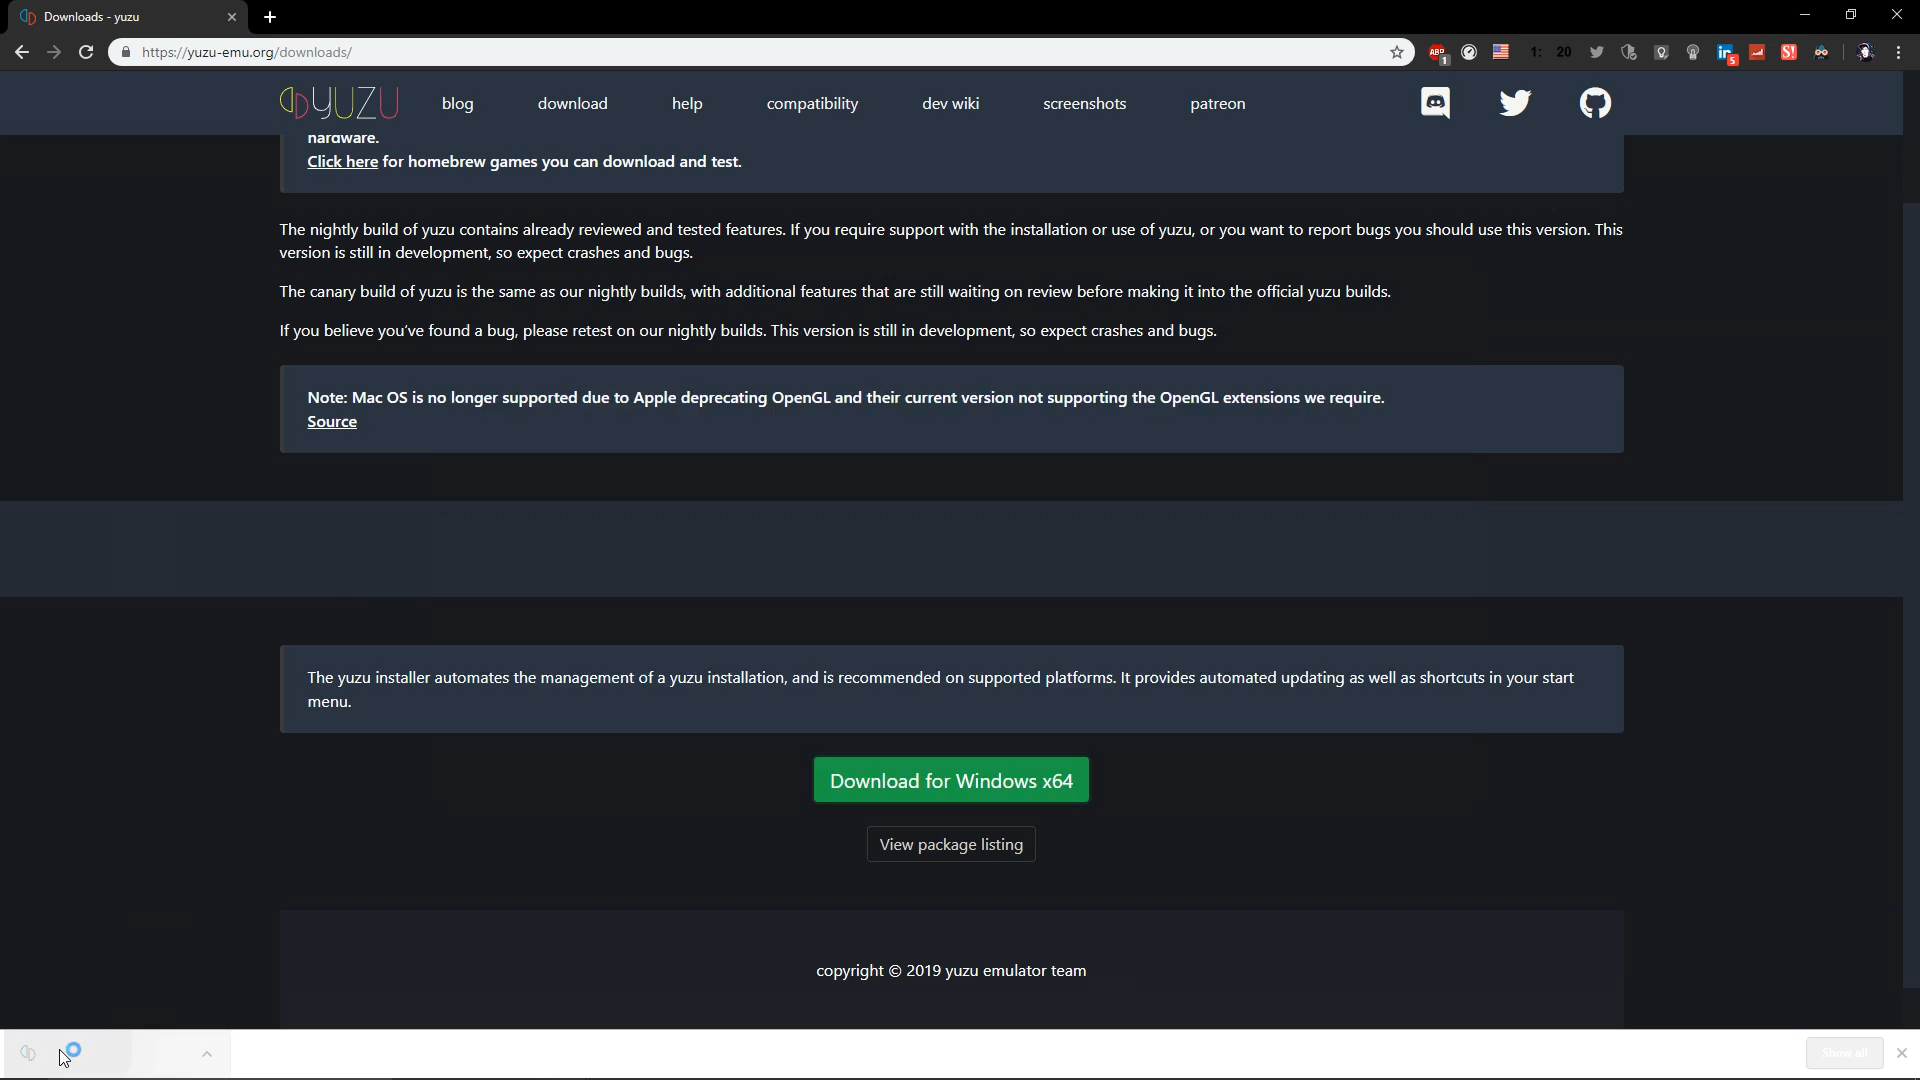 Downloads - yuzu
https://yuzu-emu.org/downloads/
ABP
1
1:
20
in
5
S!
YUZU
blog
download
help
compatibility
dev wiki
screenshots
patreon
hardware.
Click here for homebrew games you can download and test.
The nightly build of yuzu contains already reviewed and tested features. If you require support with the installation or use of yuzu, or you want to report bugs you should use this version. This
version is still in development, so expect crashes and bugs.
The canary build of yuzu is the same as our nightly builds, with additional features that are still waiting on review before making it into the official yuzu builds.
If you believe you've found a bug, please retest on our nightly builds. This version is still in development, so expect crashes and bugs.
Note: Mac OS is no longer supported due to Apple deprecating OpenGL and their current version not supporting the OpenGL extensions we require.
Source
The yuzu installer automates the management of a yuzu installation, and is recommended on supported platforms. It provides automated updating as well as shortcuts in your start
menu.
Download for Windows x64
View package listing
copyright © 2019 yuzu emulator team
Show all